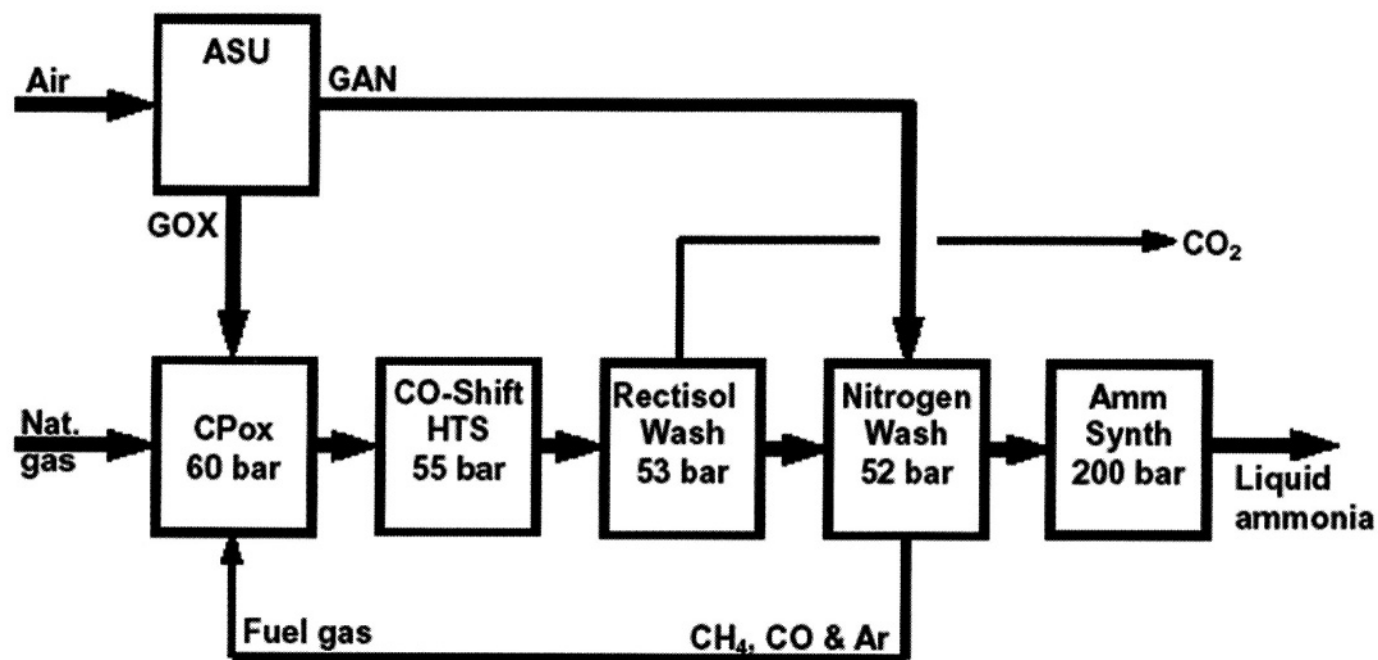 ASU
Air
GAN
GOX
CO₂
Nat.
gas
CPox
60 bar
CO-Shift
HTS
55 bar
Rectisol
Wash
53 bar
Nitrogen
Wash
52 bar
Amm
Synth
200 bar
Liquid
ammonia
Fuel gas
CH₄, CO & Ar